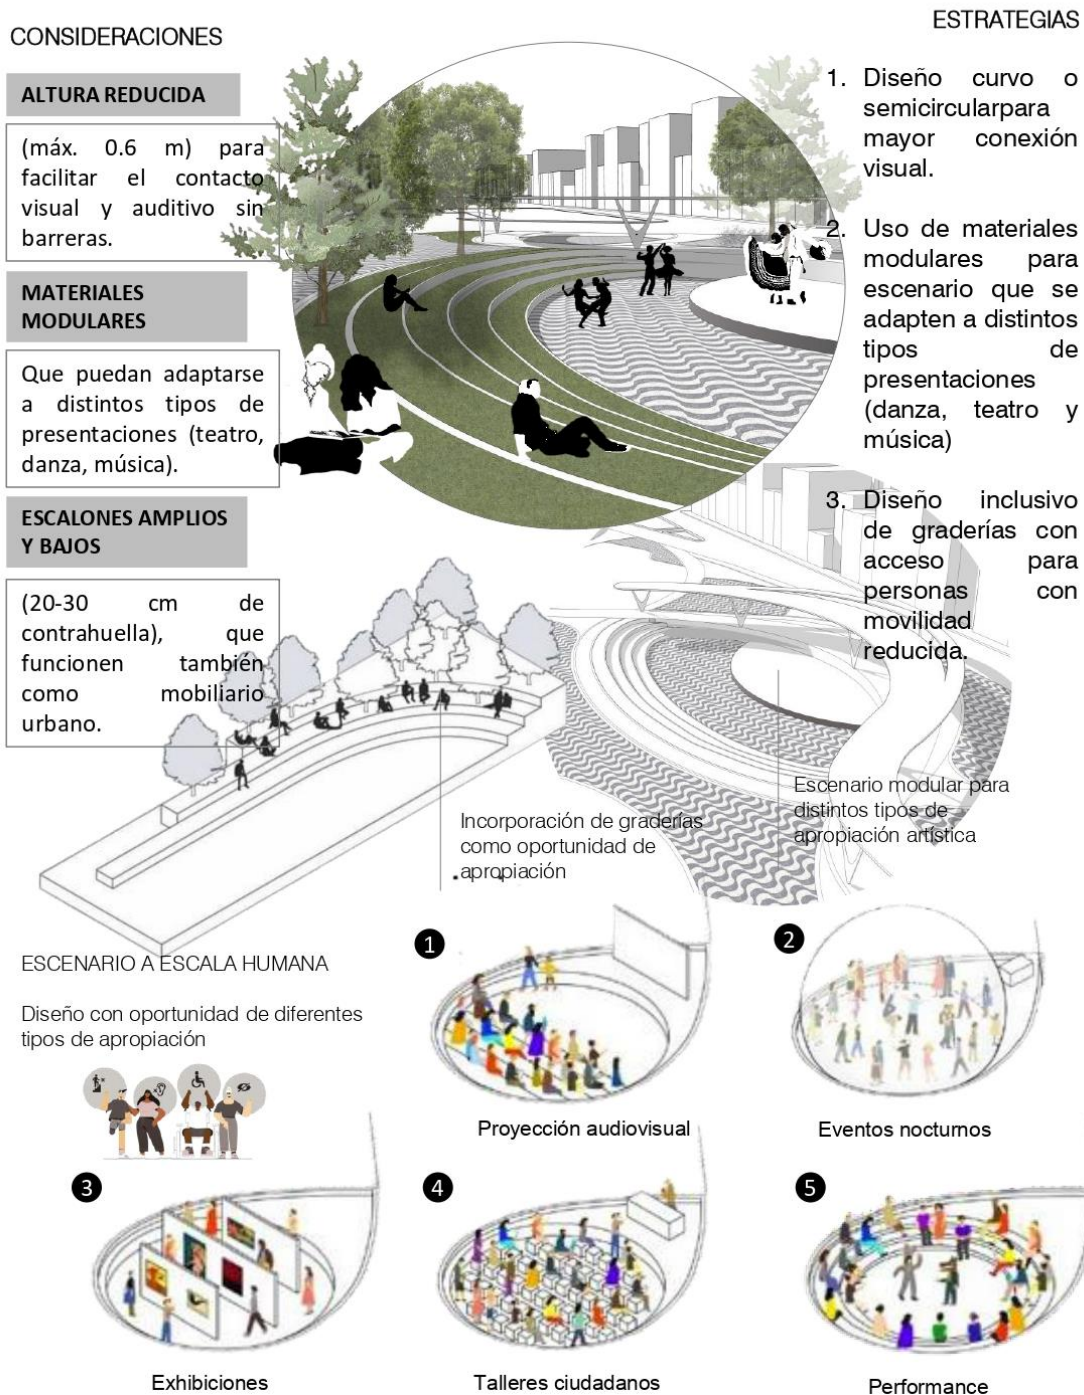 CONSIDERACIONES
ALTURA REDUCIDA
(máx. 0.6 m) para
facilitar el contacto
visual y auditivo sin
barreras.
MATERIALES
MODULARES
Que puedan adaptarse
a distintos tipos de
presentaciones (teatro,
danza, música).
ESCALONES AMPLIOS
Y BAJOS
(20-30 cm de
contrahuella), que
funcionen también
como mobiliario
urbano.
ESTRATEGIAS
1. Diseño curvo o
semicircularpara
mayor conexión
visual.
2. Uso de materiales
modulares para
escenario que se
adapten a distintos
tipos de
presentaciones
(danza, teatro y
música)
3. Diseño inclusivo
de graderías con
acceso para
personas con
movilidad
reducida.
Incorporación de graderías
como oportunidad de
apropiación
Escenario modular para
distintos tipos de
apropiación artística
ESCENARIO A ESCALA HUMANA
Diseño con oportunidad de diferentes
tipos de apropiación
1
Proyección audiovisual
2
Eventos nocturnos
3
Exhibiciones
4
Talleres ciudadanos
5
Performance